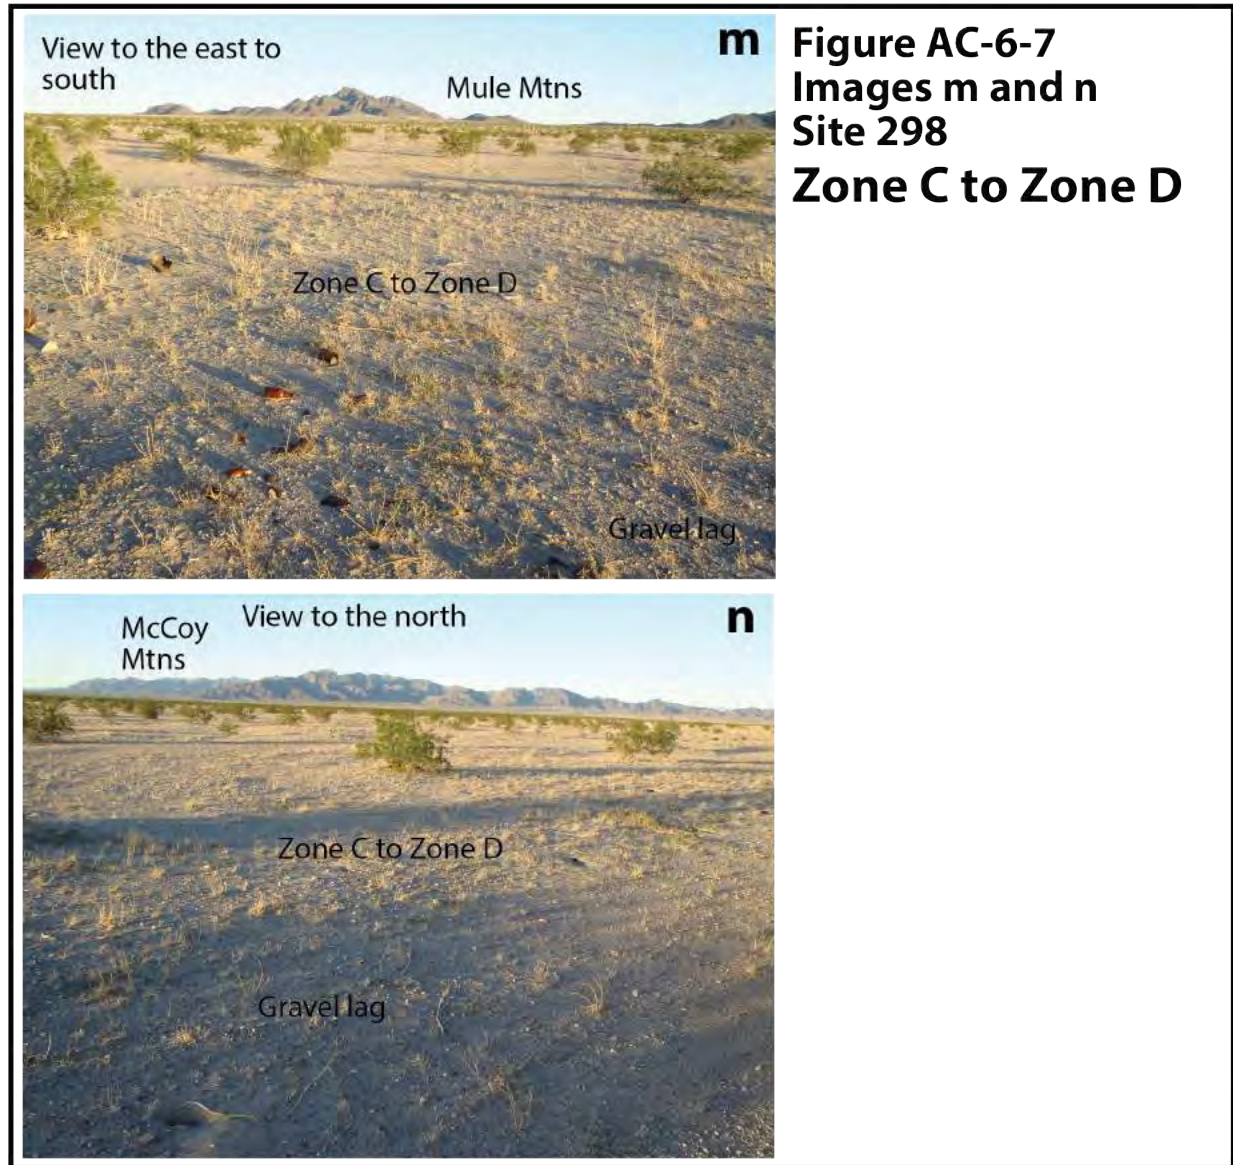 View to the east to
south
Mule Mtns
m
Zone C to Zone D
Gravel lag
Figure AC-6-7
Images m and n
Site 298
Zone C to Zone D
McCoy
Mtns
View to the north
n
Zone C to Zone D
Gravel lag